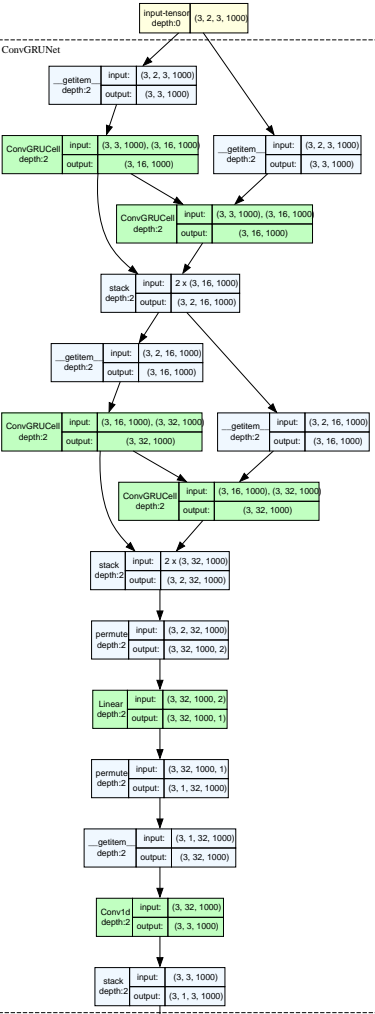 input-tensor
depth:0
(3, 2, 3, 1000)
ConvGRUNet
__getitem__
depth:2
input: (3, 2, 3, 1000)
output: (3, 3, 1000)
ConvGRUCell
depth:2
input: (3, 3, 1000), (3, 16, 1000)
output: (3, 16, 1000)
__getitem__
depth:2
input: (3, 2, 3, 1000)
output: (3, 3, 1000)
ConvGRUCell
depth:2
input: (3, 3, 1000), (3, 16, 1000)
output: (3, 16, 1000)
stack
depth:2
input: 2 x (3, 16, 1000)
output: (3, 2, 16, 1000)
__getitem__
depth:2
input: (3, 2, 16, 1000)
output: (3, 16, 1000)
ConvGRUCell
depth:2
input: (3, 16, 1000), (3, 32, 1000)
output: (3, 32, 1000)
__getitem__
depth:2
input: (3, 2, 16, 1000)
output: (3, 16, 1000)
ConvGRUCell
depth:2
input: (3, 16, 1000), (3, 32, 1000)
output: (3, 32, 1000)
stack
depth:2
input: 2 x (3, 32, 1000)
output: (3, 2, 32, 1000)
permute
depth:2
input: (3, 2, 32, 1000)
output: (3, 32, 1000, 2)
Linear
depth:2
input: (3, 32, 1000, 2)
output: (3, 32, 1000, 1)
permute
depth:2
input: (3, 32, 1000, 1)
output: (3, 1, 32, 1000)
__getitem__
depth:2
input: (3, 1, 32, 1000)
output: (3, 32, 1000)
Conv1d
depth:2
input: (3, 32, 1000)
output: (3, 3, 1000)
stack
depth:2
input: (3, 3, 1000)
output: (3, 1, 3, 1000)